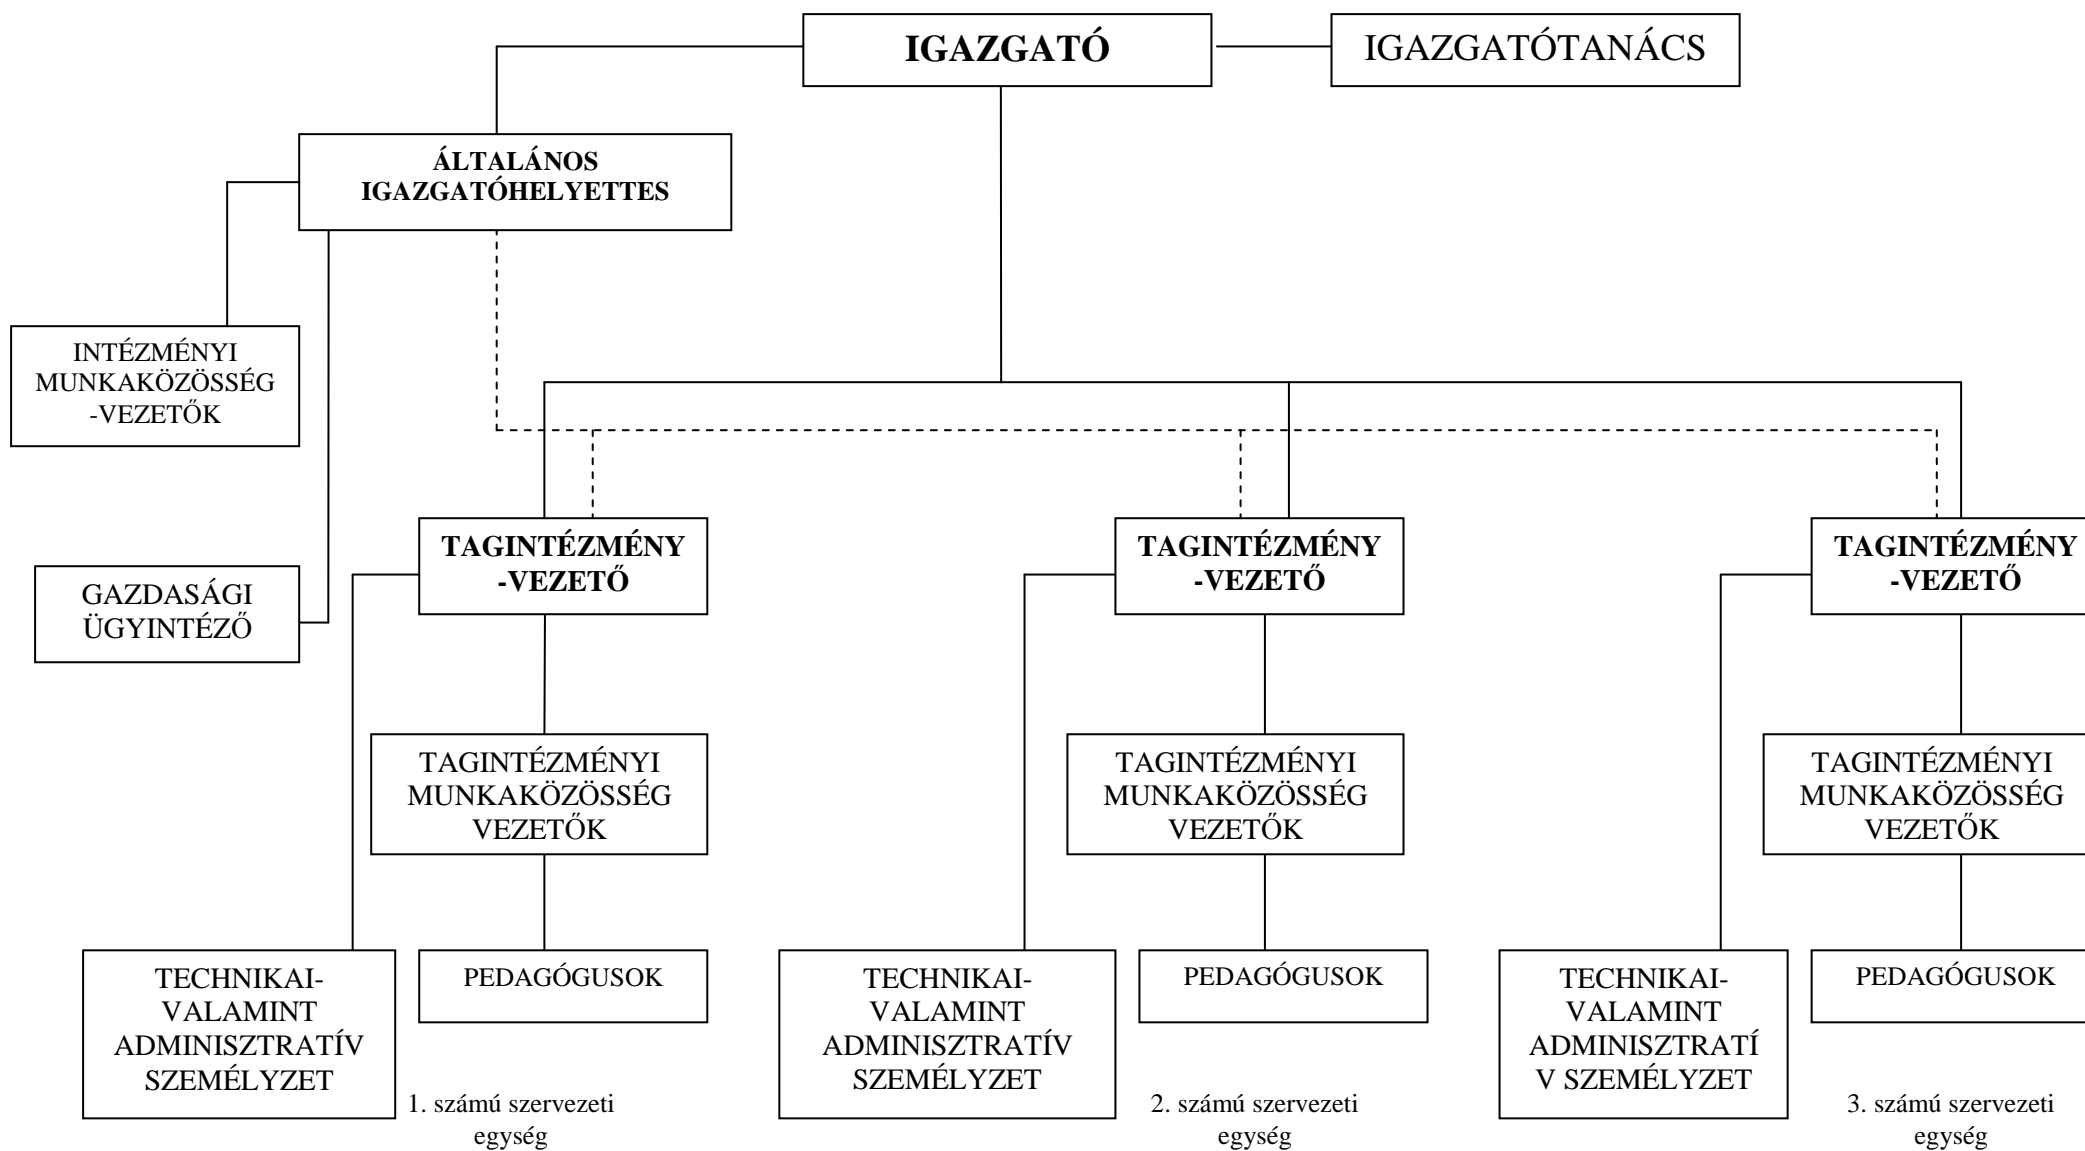 IGAZGATÓ
IGAZGATÓTANÁCS
ÁLTALÁNOS
IGAZGATÓHELYETTES
INTÉZMÉNYI
MUNKAKÖZÖSSÉG
-VEZETŐK
GAZDASÁGI
ÜGYINTÉZŐ
TAGINTÉZMÉNY
-VEZETŐ
TAGINTÉZMÉNY
-VEZETŐ
TAGINTÉZMÉNY
-VEZETŐ
TAGINTÉZMÉNYI
MUNKAKÖZÖSSÉG
VEZETŐK
TAGINTÉZMÉNYI
MUNKAKÖZÖSSÉG
VEZETŐK
TAGINTÉZMÉNYI
MUNKAKÖZÖSSÉG
VEZETŐK
TECHNIKAI-
VALAMINT
ADMINISZTRATÍV
SZEMÉLYZET
PEDAGÓGUSOK
TECHNIKAI-
VALAMINT
ADMINISZTRATÍV
SZEMÉLYZET
PEDAGÓGUSOK
TECHNIKAI-
VALAMINT
ADMINISZTRATÍ
V SZEMÉLYZET
PEDAGÓGUSOK
1. számú szervezeti
egység
2. számú szervezeti
egység
3. számú szervezeti
egység